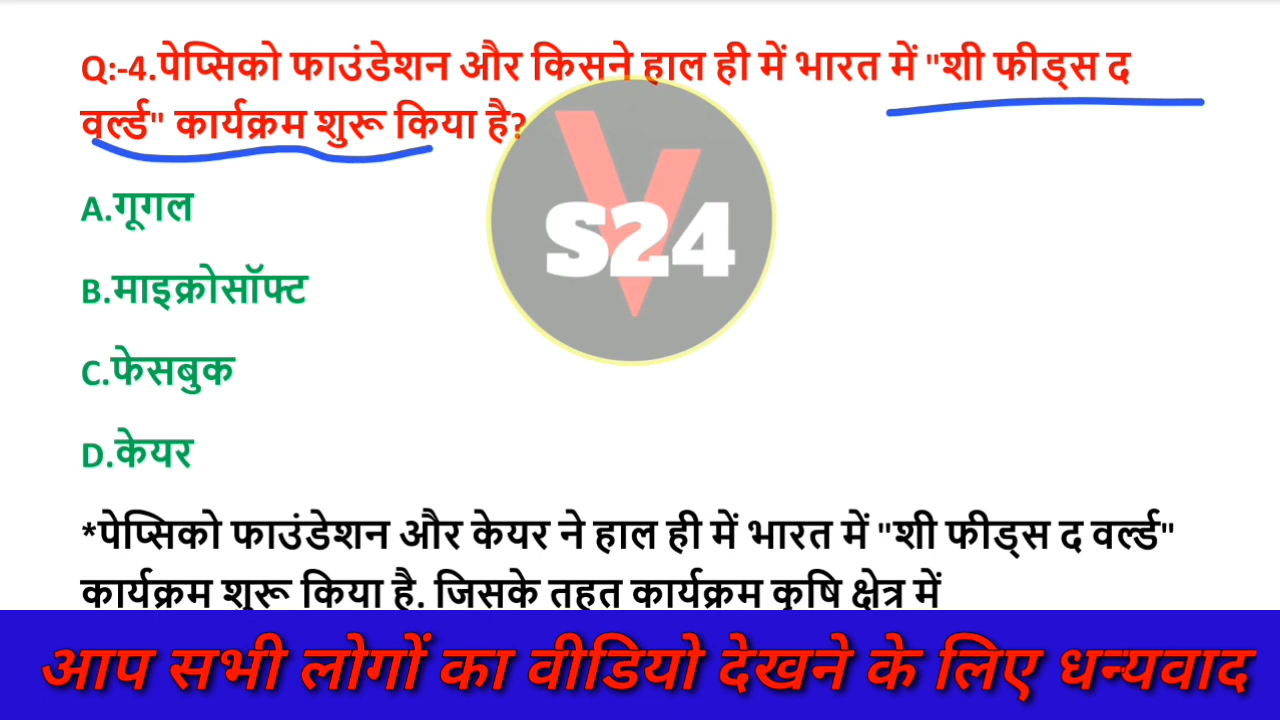 Q:-4.पेप्सिको फाउंडेशन और किसने हाल ही में भारत में "शी फीड्स द
वर्ल्ड" कार्यक्रम शुरू किया है?
VS24
A.गूगल
B.माइक्रोसॉफ्ट
C.फेसबुक
D.केयर
*पेप्सिको फाउंडेशन और केयर ने हाल ही में भारत में "शी फीड्स द वर्ल्ड"
कार्यक्रम शुरू किया है. जिसके तहत कार्यक्रम कृषि क्षेत्र में
आप सभी लोगों का वीडियो देखने के लिए धन्यवाद